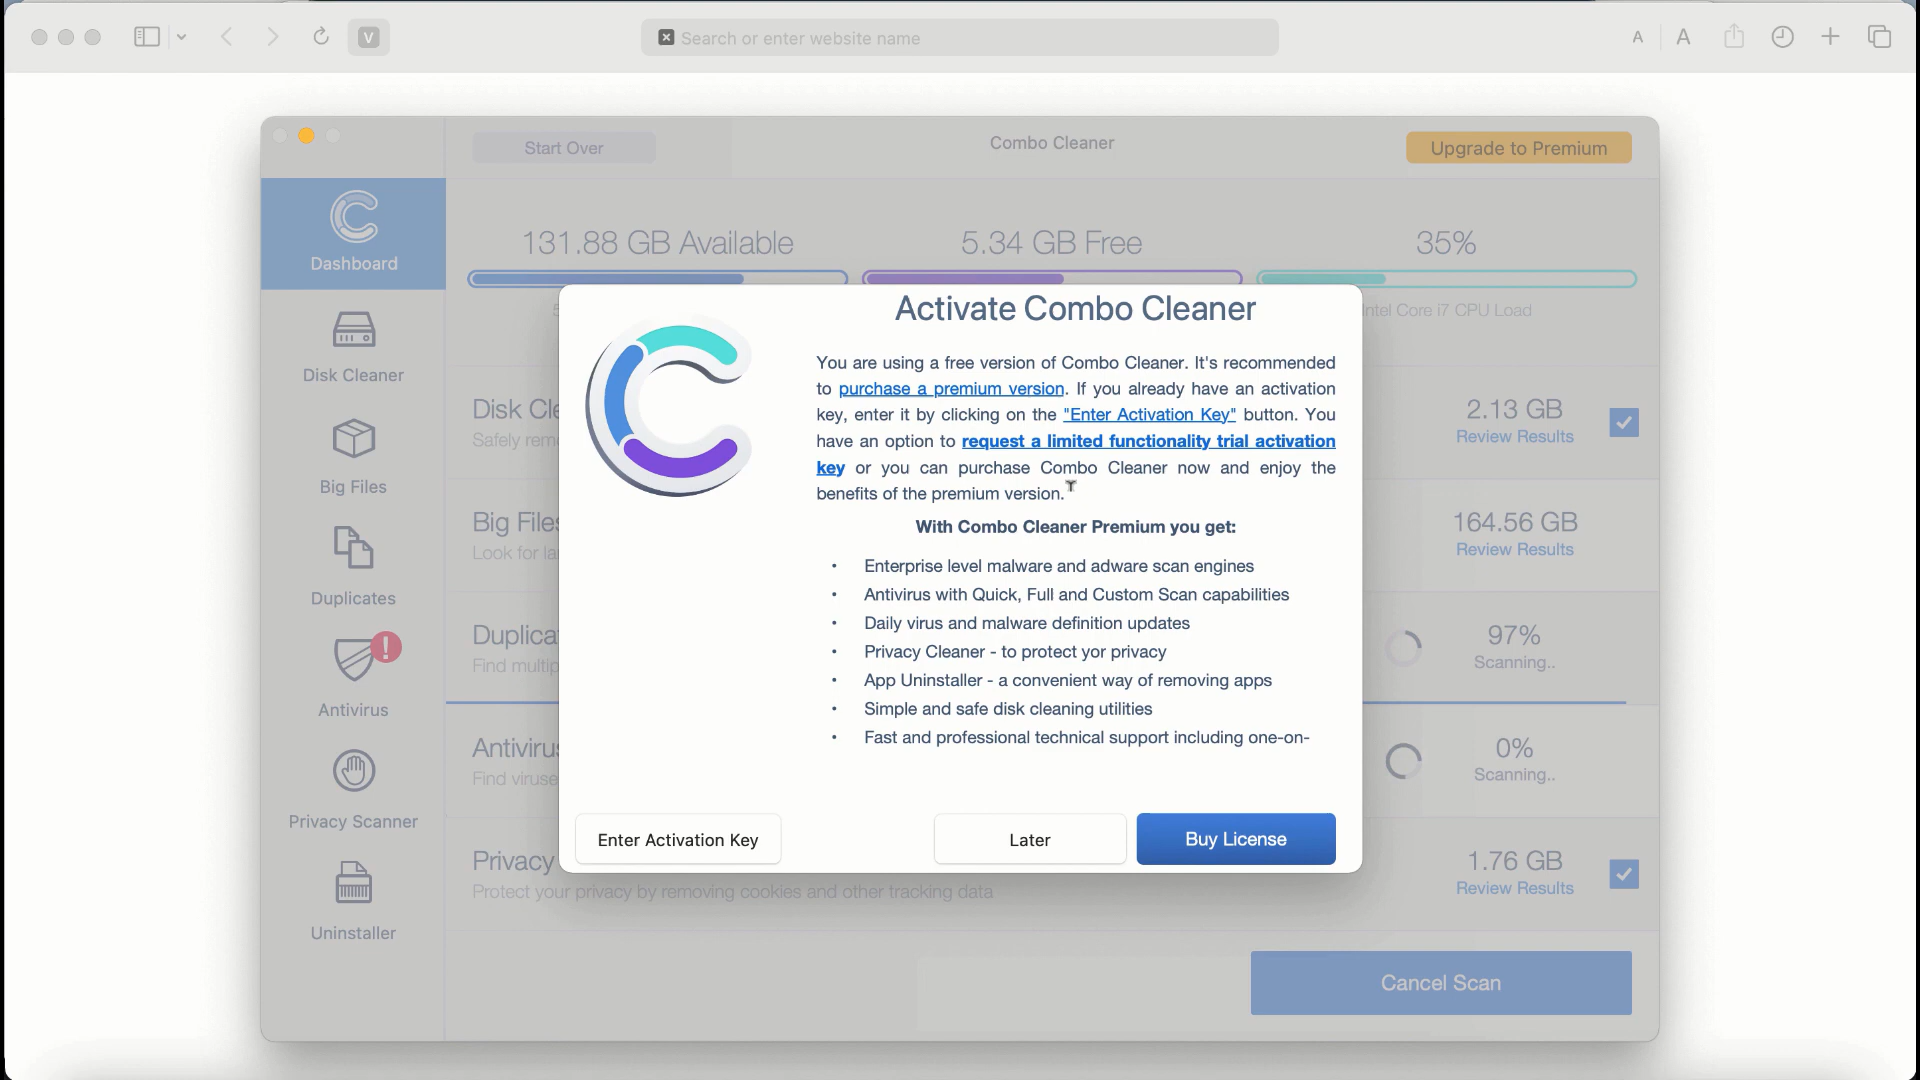 V
Search or enter website name
A
A
Start Over
Combo Cleaner
Upgrade to Premium
Dashboard
131.88 GB Available
5.34 GB Free
35%
ntel Core i7 CPU Load
Activate Combo Cleaner
You are using a free version of Combo Cleaner. It's recommended
to purchase a premium version. If you already have an activation
key, enter it by clicking on the "Enter Activation Key" button. You
have an option to request a limited functionality trial activation
key or you can purchase Combo Cleaner now and enjoy the
benefits of the premium version.
With Combo Cleaner Premium you get:
• Enterprise level malware and adware scan engines
• Antivirus with Quick, Full and Custom Scan capabilities
• Daily virus and malware definition updates
• Privacy Cleaner - to protect yor privacy
• App Uninstaller - a convenient way of removing apps
• Simple and safe disk cleaning utilities
• Fast and professional technical support including one-on-
Enter Activation Key
Later
Buy License
Disk Cleaner
Big Files
Duplicates
Antivirus
Privacy Scanner
Uninstaller
Disk Cle
Safely rem
2.13 GB
Review Results
Big Files
Look for la
164.56 GB
Review Results
Duplica
Find multip
97%
Scanning..
Antiviru
Find viruse
0%
Scanning..
Privacy
Protect your privacy by removing cookies and other tracking data
1.76 GB
Review Results
Cancel Scan